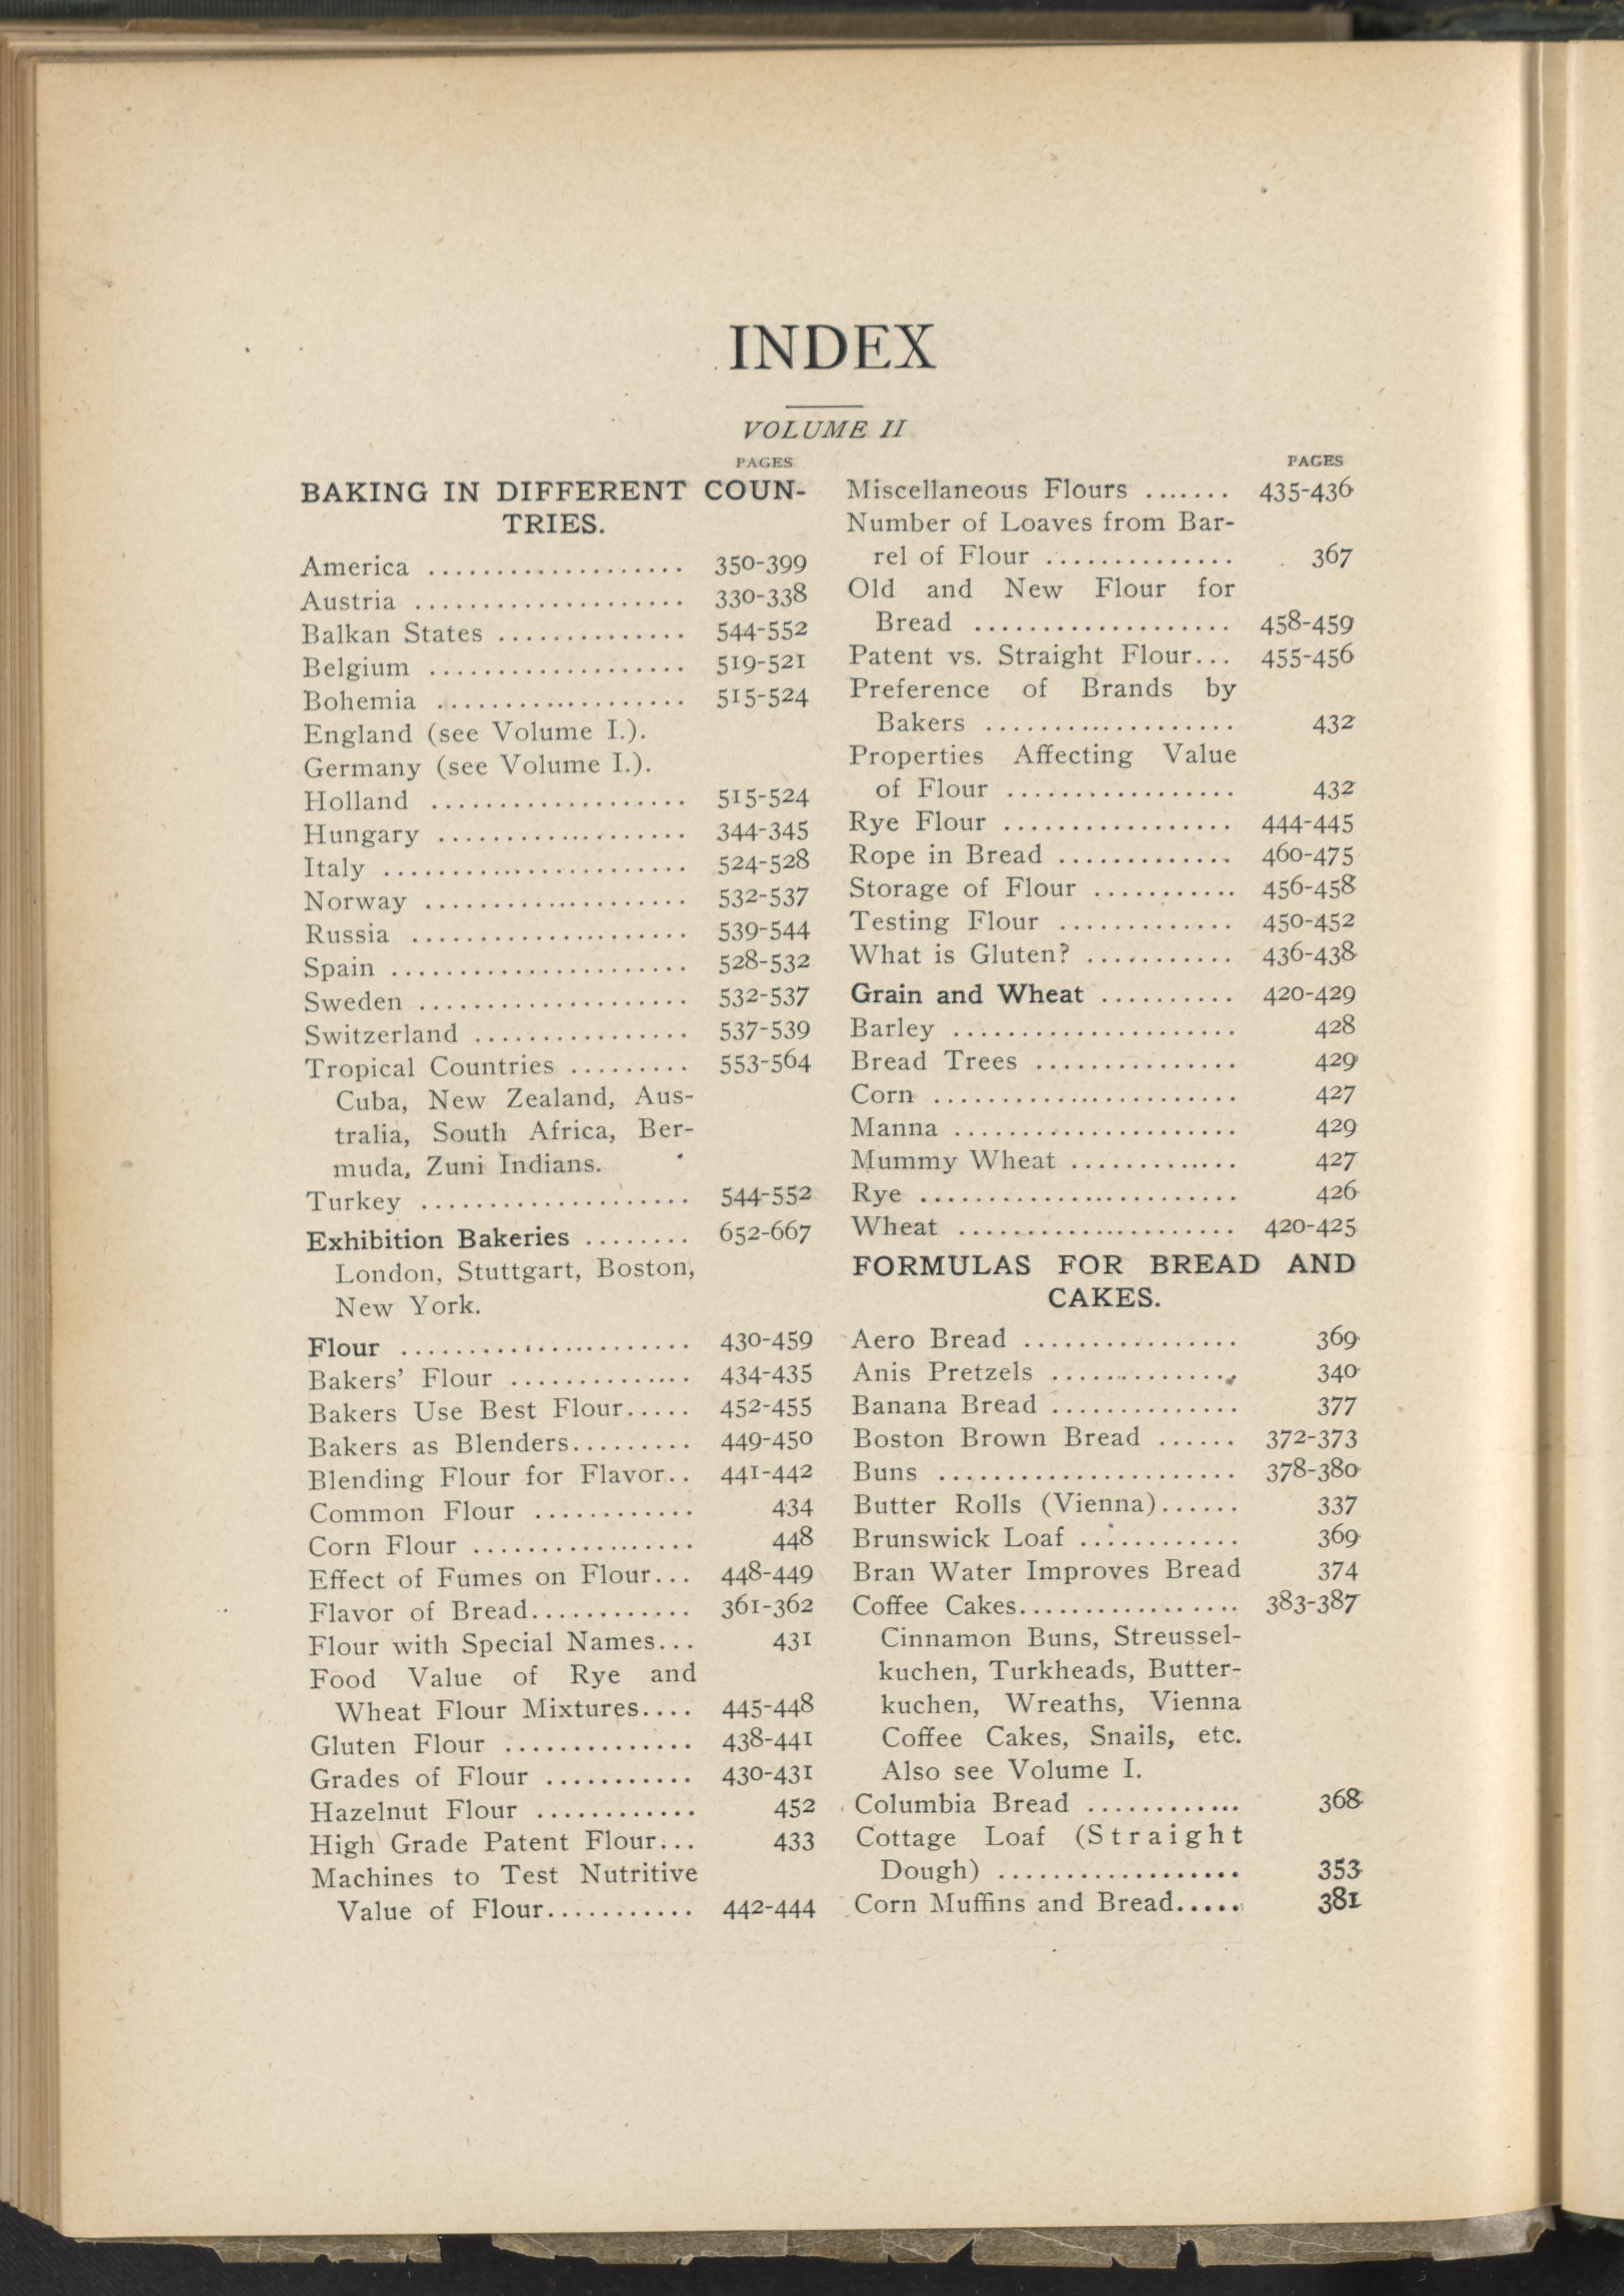 INDEX
VOLUME II
PAGES
BAKING IN DIFFERENT COUN-
TRIES.
America ................... 350-399
Austria .................... 330-338
Balkan States .............. 544-552
Belgium ................... 519-521
Bohemia ................... 515-524
England (see Volume I.).
Germany (see Volume I.).
Holland ................... 515-524
Hungary ................... 344-345
Italy ....................... 524-528
Norway .................... 532-537
Russia ..................... 539-544
Spain ...................... 528-532
Sweden .................... 532-537
Switzerland ................ 537-539
Tropical Countries ......... 553-564
Cuba, New Zealand, Aus-
tralia, South Africa, Ber-
muda, Zuni Indians.
Turkey .................... 544-552
Exhibition Bakeries ........ 652-667
London, Stuttgart, Boston,
New York.
Flour ...................... 430-459
Bakers' Flour .............. 434-435
Bakers Use Best Flour..... 452-455
Bakers as Blenders......... 449-450
Blending Flour for Flavor.. 441-442
Common Flour ............ 434
Corn Flour ................. 448
Effect of Fumes on Flour... 448-449
Flavor of Bread............ 361-362
Flour with Special Names... 431
Food Value of Rye and
Wheat Flour Mixtures.... 445-448
Gluten Flour .............. 438-441
Grades of Flour ........... 430-431
Hazelnut Flour ............ 452
High Grade Patent Flour... 433
Machines to Test Nutritive
Value of Flour........... 442-444
PAGES
Miscellaneous Flours ....... 435-436
Number of Loaves from Bar-
rel of Flour .............. 367
Old and New Flour for
Bread ................... 458-459
Patent vs. Straight Flour... 455-456
Preference of Brands by
Bakers ................... 432
Properties Affecting Value
of Flour ................. 432
Rye Flour ................. 444-445
Rope in Bread ............. 460-475
Storage of Flour ........... 456-458
Testing Flour ............. 450-452
What is Gluten? ........... 436-438
Grain and Wheat .......... 420-429
Barley ..................... 428
Bread Trees ............... 429
Corn ....................... 427
Manna ..................... 429
Mummy Wheat ............ 427
Rye ........................ 426
Wheat ..................... 420-425
FORMULAS FOR BREAD AND
CAKES.
Aero Bread ................ 369
Anis Pretzels .............. 340
Banana Bread .............. 377
Boston Brown Bread ...... 372-373
Buns ...................... 378-380
Butter Rolls (Vienna)...... 337
Brunswick Loaf ............ 369
Bran Water Improves Bread 374
Coffee Cakes................. 383-387
Cinnamon Buns, Streussel-
kuchen, Turkheads, Butter-
kuchen, Wreaths, Vienna
Coffee Cakes, Snails, etc.
Also see Volume I.
Columbia Bread ............ 368
Cottage Loaf (Straight
Dough) .................. 353
Corn Muffins and Bread..... 381